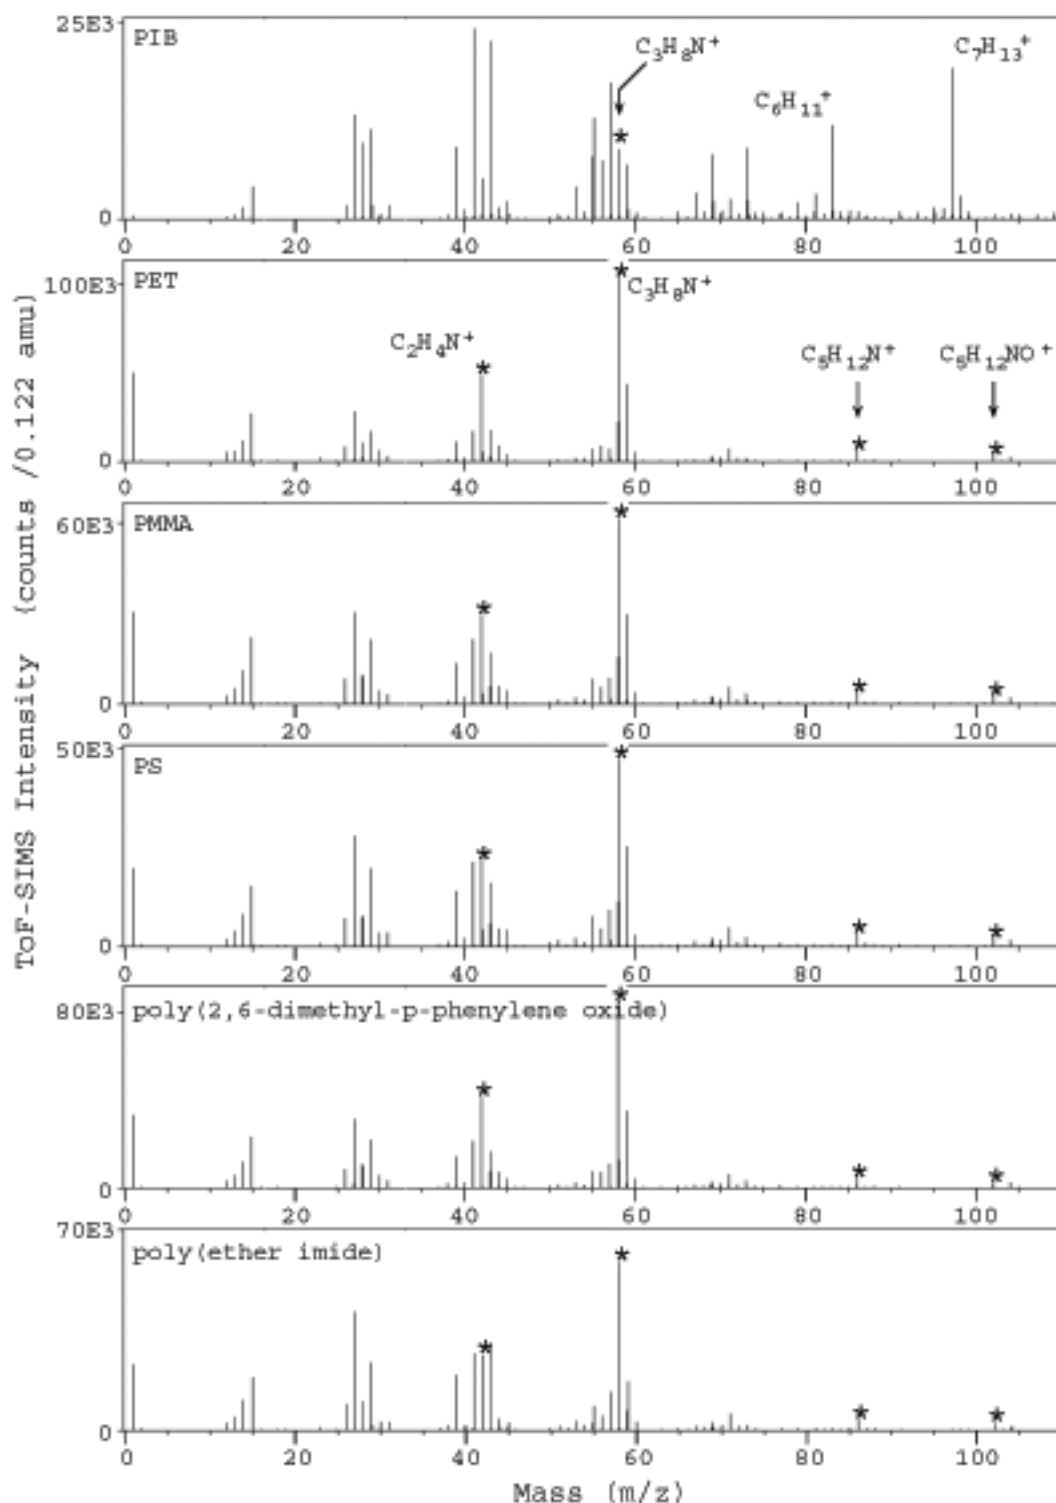 ToF-SIMS Intensity (counts /0.122 amu)
25E3
PIB
C₃H₈N⁺
C₇H₁₃⁺
C₆H₁₁⁺
*
0
0 20 40 60 80 100
100E3
PET
*
C₃H₈N⁺
C₂H₄N⁺
C₅H₁₂N⁺
C₅H₁₂NO⁺
*
* *
0
0 20 40 60 80 100
60E3
PMMA
*
*
* *
0
0 20 40 60 80 100
50E3
PS
*
*
* *
0
0 20 40 60 80 100
80E3
poly(2,6-dimethyl-p-phenylene oxide)
*
*
* *
0
0 20 40 60 80 100
70E3
poly(ether imide)
*
*
* *
0
0 20 40 60 80 100
Mass (m/z)